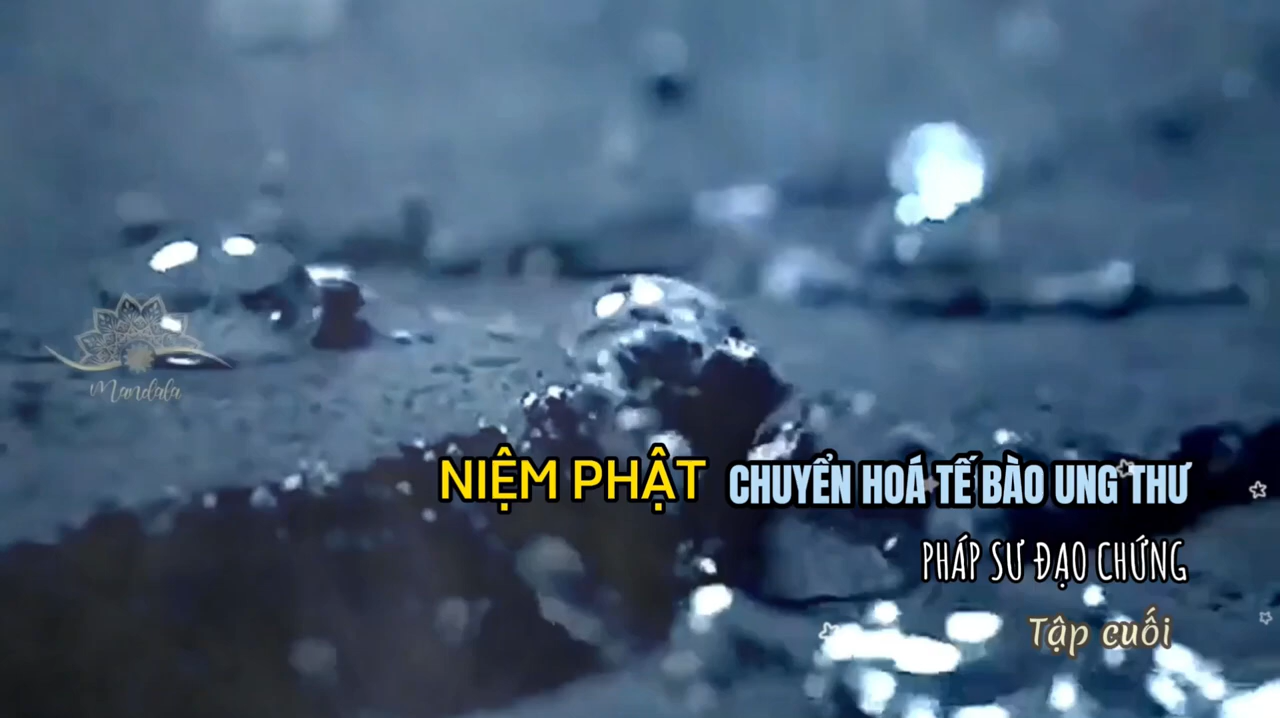 Mandala
NIỆM PHẬT CHUYỂN HOÁ TẾ BÀO UNG THƯ
PHÁP SƯ ĐẠO CHỨNG
Tập cuối